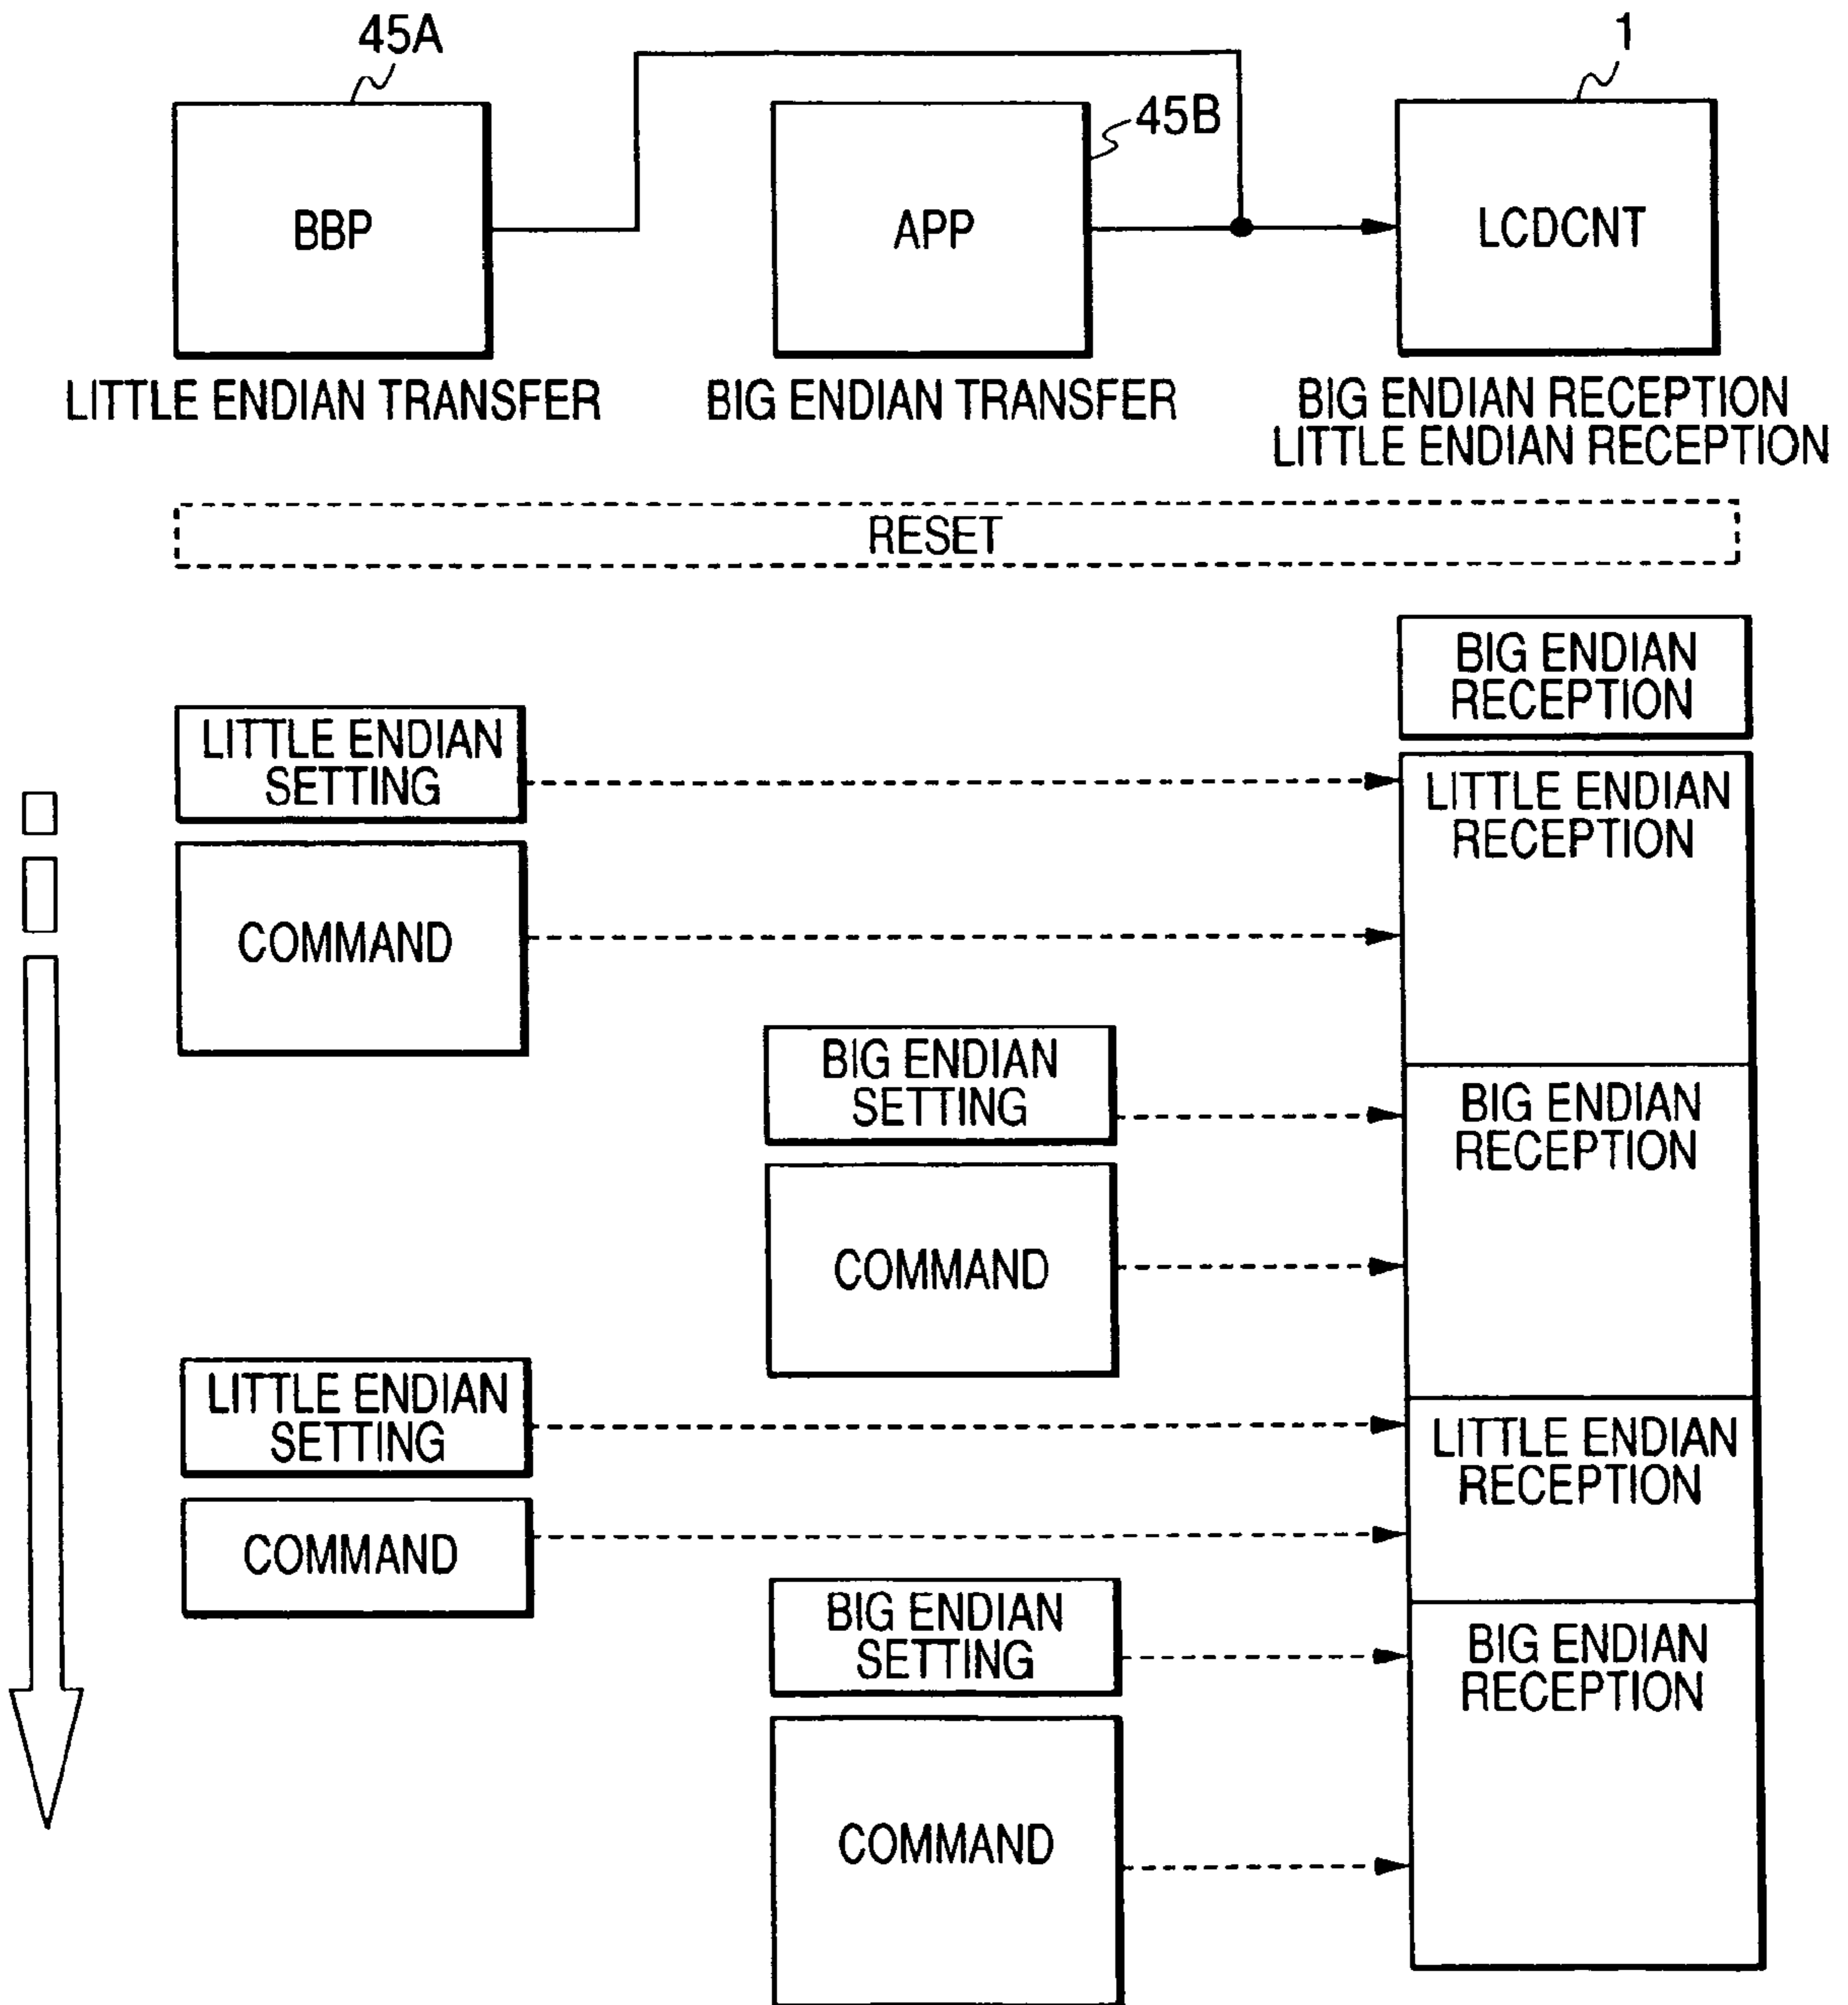 45A
1
45B
BBP
APP
LCDCNT
LITTLE ENDIAN TRANSFER
BIG ENDIAN TRANSFER
BIG ENDIAN RECEPTION
LITTLE ENDIAN RECEPTION
RESET
BIG ENDIAN
RECEPTION
LITTLE ENDIAN
SETTING
LITTLE ENDIAN
RECEPTION
COMMAND
BIG ENDIAN
SETTING
BIG ENDIAN
RECEPTION
COMMAND
LITTLE ENDIAN
SETTING
LITTLE ENDIAN
RECEPTION
COMMAND
BIG ENDIAN
SETTING
BIG ENDIAN
RECEPTION
COMMAND